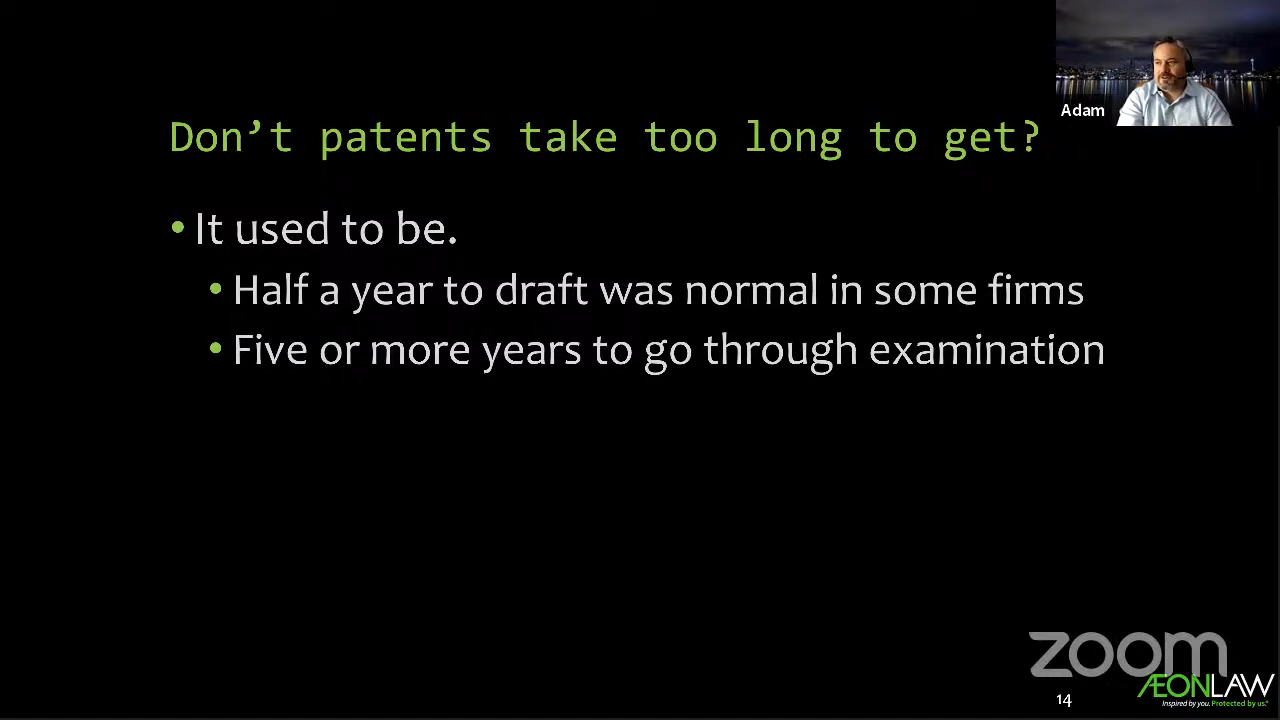 Adam
Don’t patents take too long to get?
• It used to be.
• Half a year to draft was normal in some firms
• Five or more years to go through examination
zoom
ÆONLAW
Inspired by you. Protected by us.®
14